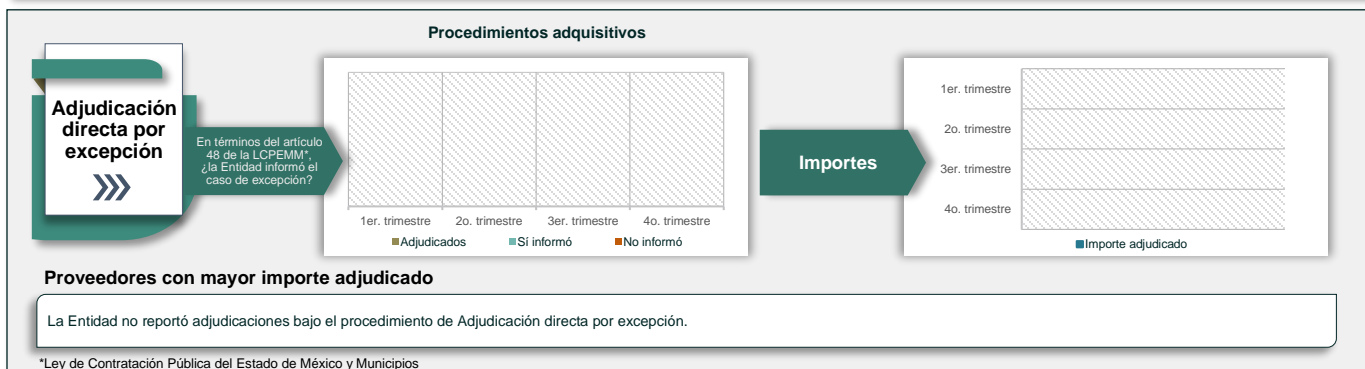 Procedimientos adquisitivos
Adjudicación
directa por
excepción
En términos del artículo
48 de la LCPEMM*,
¿la Entidad informó el
caso de excepción?
1er. trimestre 2o. trimestre 3er. trimestre 4o. trimestre
Adjudicados Sí informó No informó
Importes
1er. trimestre
2o. trimestre
3er. trimestre
4o. trimestre
Importe adjudicado
Proveedores con mayor importe adjudicado
La Entidad no reportó adjudicaciones bajo el procedimiento de Adjudicación directa por excepción.
*Ley de Contratación Pública del Estado de México y Municipios